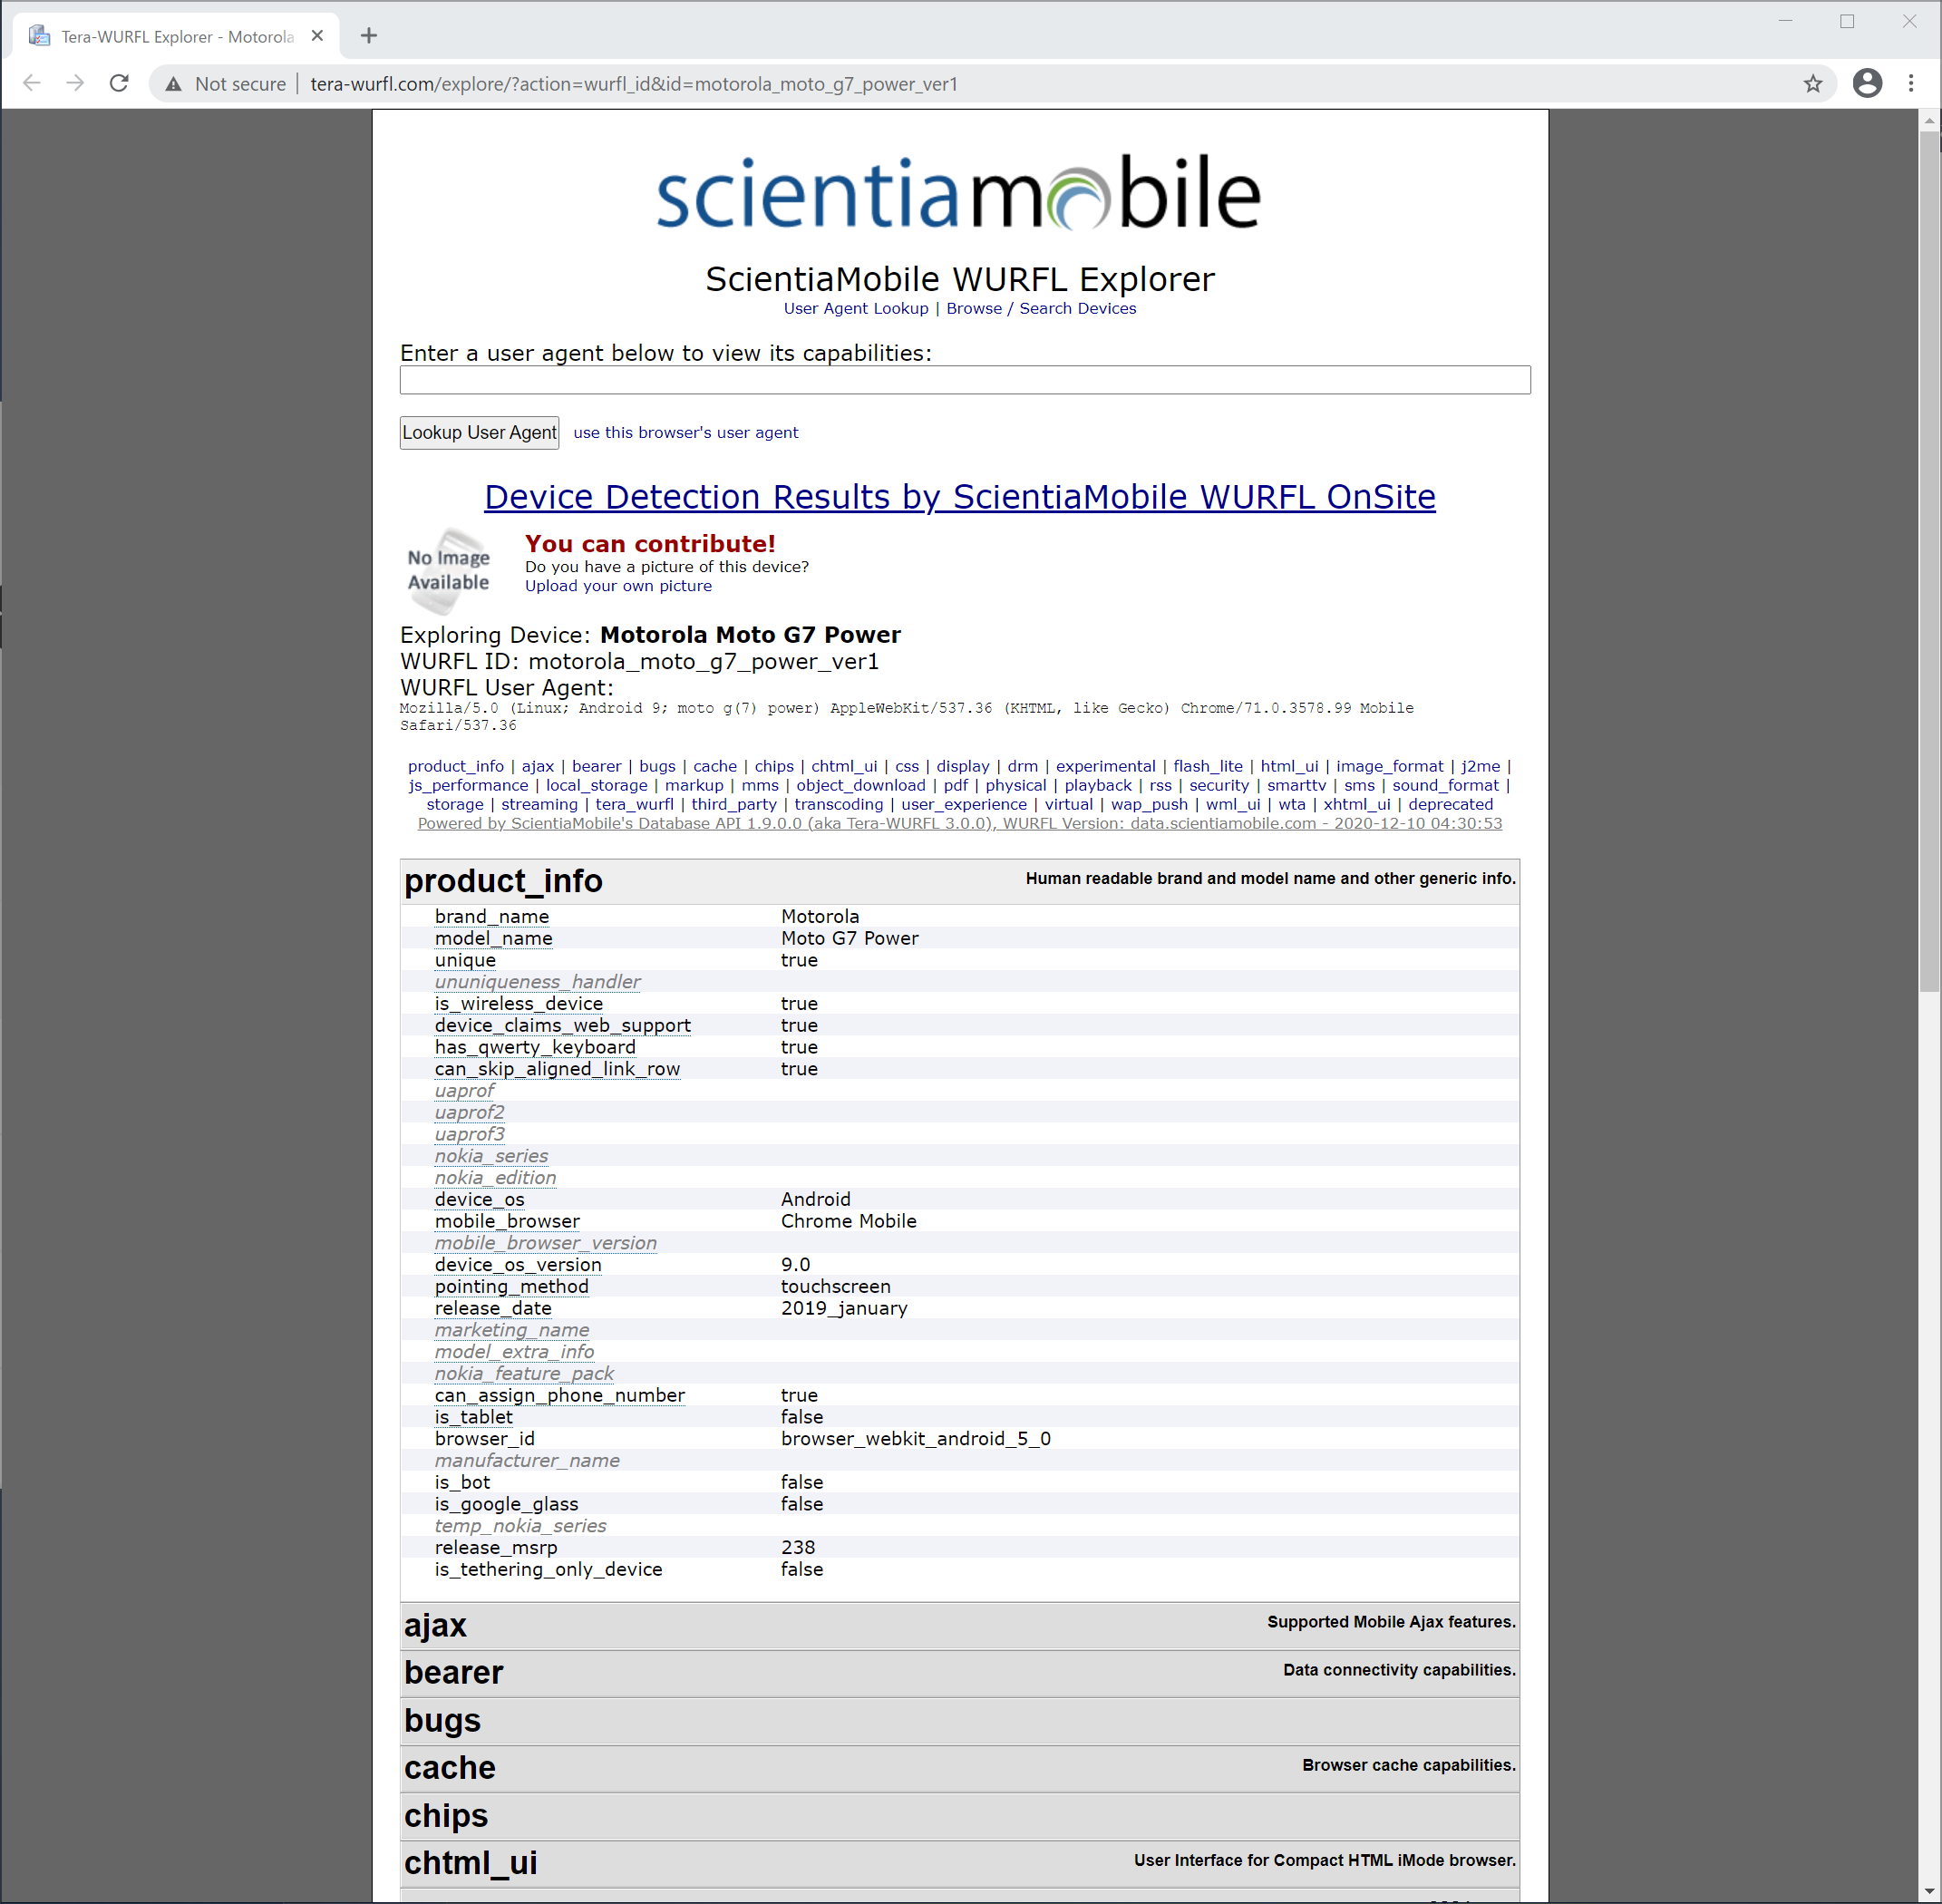 Tera-WURFL Explorer - Motorola
Not secure | tera-wurfl.com/explore/?action=wurfl_id&id=motorola_moto_g7_power_ver1
scientiamobile
ScientiaMobile WURFL Explorer
User Agent Lookup | Browse / Search Devices
Enter a user agent below to view its capabilities:
Lookup User Agent use this browser's user agent
Device Detection Results by ScientiaMobile WURFL OnSite
No Image
Available
You can contribute!
Do you have a picture of this device?
Upload your own picture
Exploring Device: Motorola Moto G7 Power
WURFL ID: motorola_moto_g7_power_ver1
WURFL User Agent:
Mozilla/5.0 (Linux; Android 9; moto g(7) power) AppleWebKit/537.36 (KHTML, like Gecko) Chrome/71.0.3578.99 Mobile
Safari/537.36
product_info | ajax | bearer | bugs | cache | chips | chtml_ui | css | display | drm | experimental | flash_lite | html_ui | image_format | j2me |
js_performance | local_storage | markup | mms | object_download | pdf | physical | playback | rss | security | smarttv | sms | sound_format |
storage | streaming | tera_wurfl | third_party | transcoding | user_experience | virtual | wap_push | wml_ui | wta | xhtml_ui | deprecated
Powered by ScientiaMobile's Database API 1.9.0.0 (aka Tera-WURFL 3.0.0), WURFL Version: data.scientiamobile.com - 2020-12-10 04:30:53
product_info Human readable brand and model name and other generic info.
brand_name Motorola
model_name Moto G7 Power
unique true
ununiqueness_handler
is_wireless_device true
device_claims_web_support true
has_qwerty_keyboard true
can_skip_aligned_link_row true
uaprof
uaprof2
uaprof3
nokia_series
nokia_edition
device_os Android
mobile_browser Chrome Mobile
mobile_browser_version
device_os_version 9.0
pointing_method touchscreen
release_date 2019_january
marketing_name
model_extra_info
nokia_feature_pack
can_assign_phone_number true
is_tablet false
browser_id browser_webkit_android_5_0
manufacturer_name
is_bot false
is_google_glass false
temp_nokia_series
release_msrp 238
is_tethering_only_device false
ajax Supported Mobile Ajax features.
bearer Data connectivity capabilities.
bugs
cache Browser cache capabilities.
chips
chtml_ui User Interface for Compact HTML iMode browser.